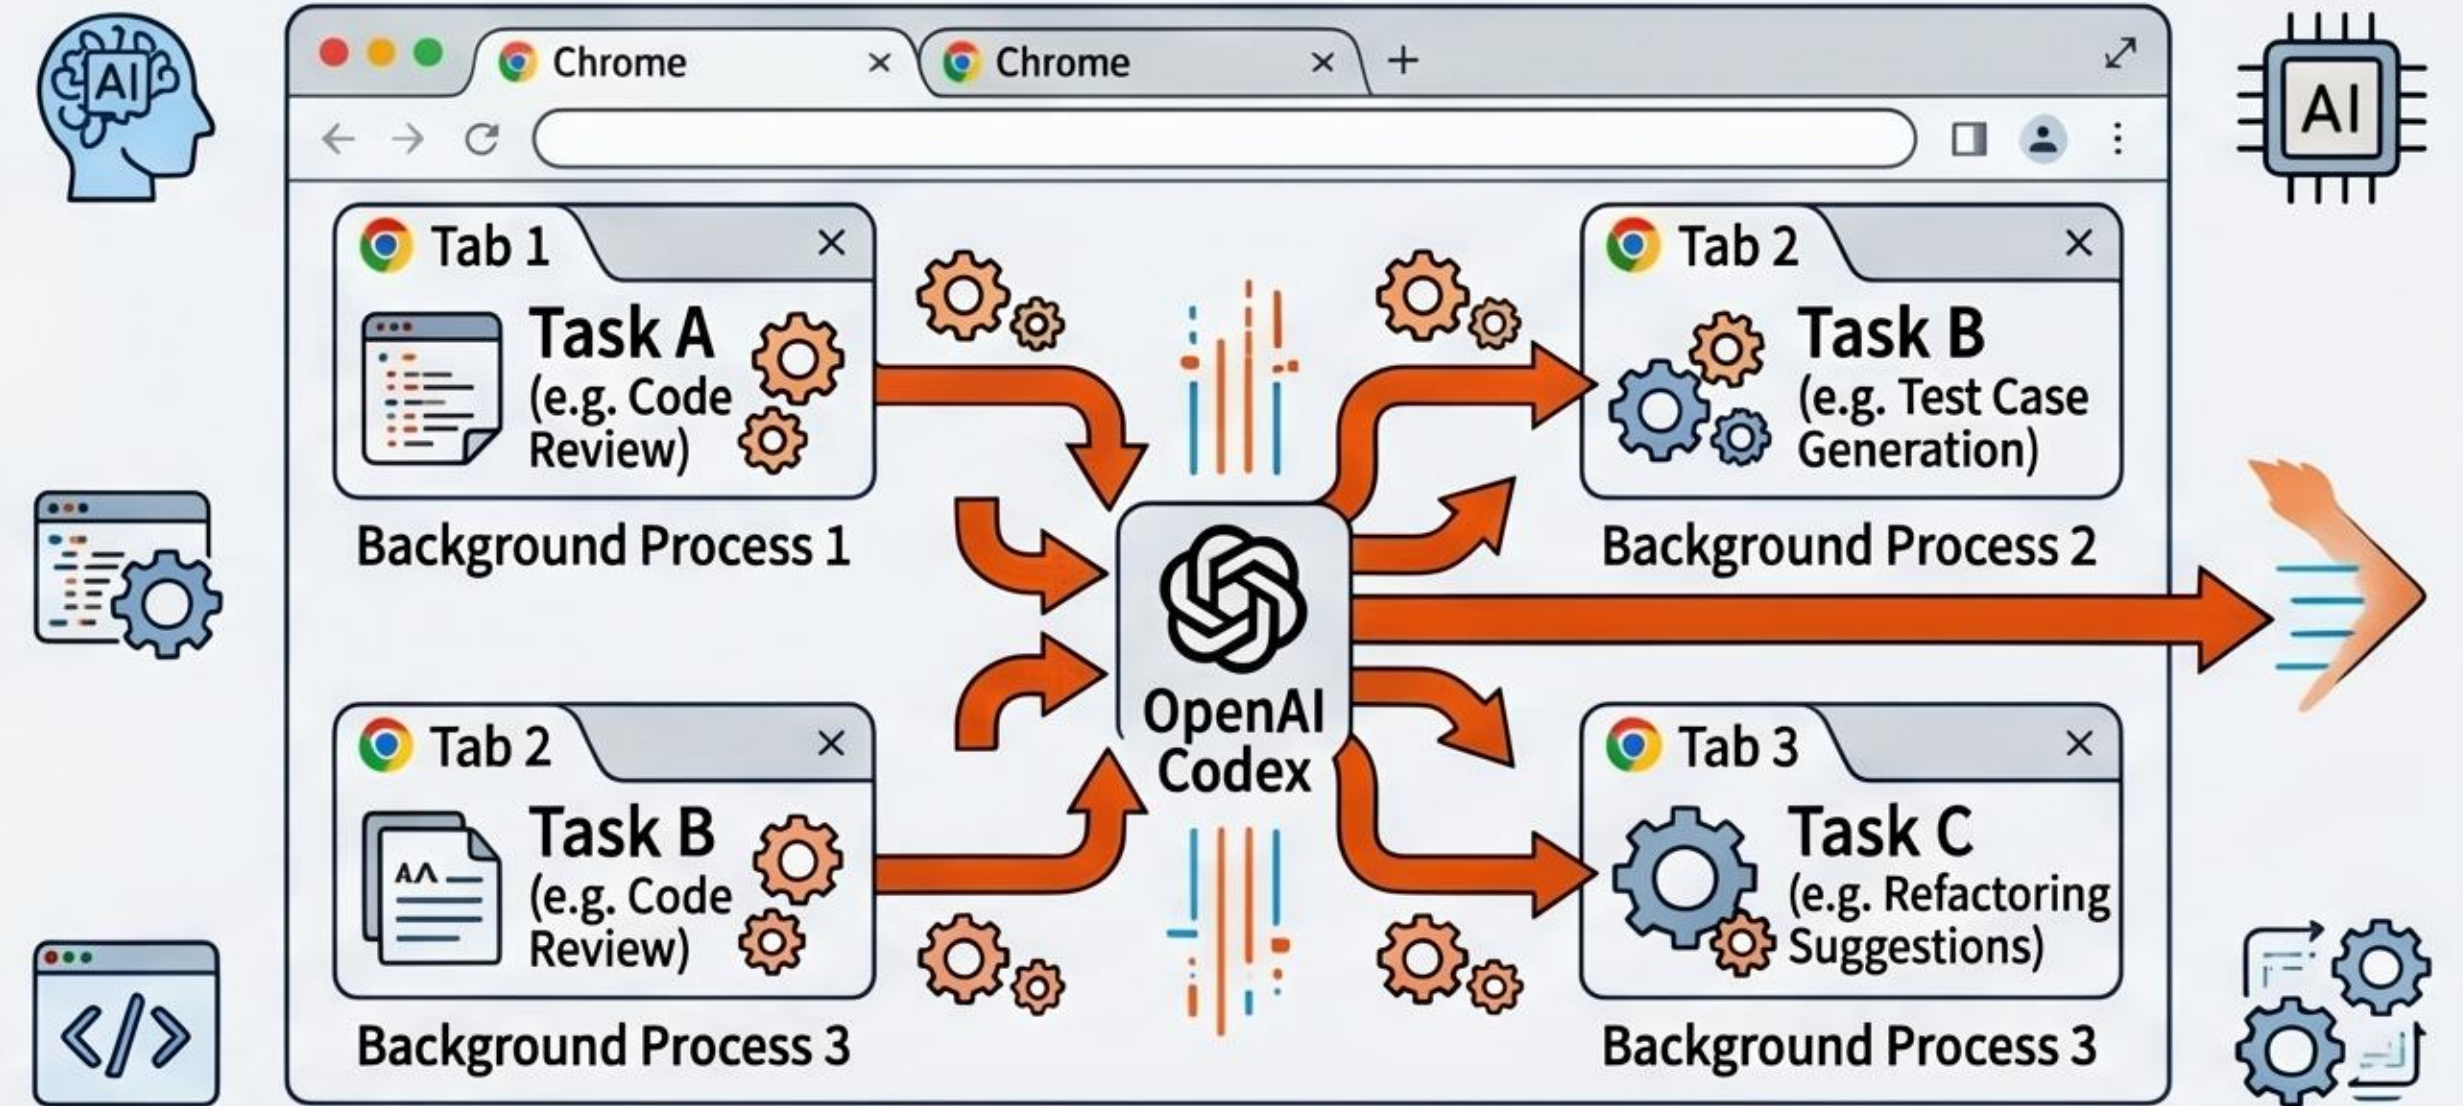 AI
Chrome
Chrome
AI
Tab 1
Task A
(e.g. Code
Review)
Background Process 1
Tab 2
Task B
(e.g. Test Case
Generation)
Background Process 2
OpenAI
Codex
Tab 2
Task B
(e.g. Code
Review)
Background Process 3
Tab 3
Task C
(e.g. Refactoring
Suggestions)
Background Process 3